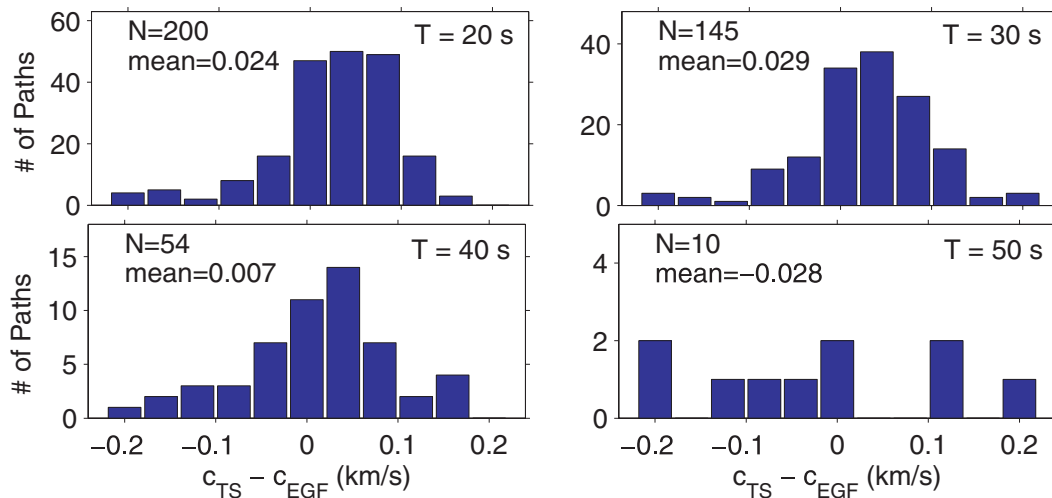 N=200
mean=0.024
T = 20 s
# of Paths
60
40
20
0
N=145
mean=0.029
T = 30 s
40
20
0
N=54
mean=0.007
T = 40 s
# of Paths
15
10
5
0
−0.2 −0.1 0 0.1 0.2
c_TS − c_EGF (km/s)
N=10
mean=−0.028
T = 50 s
4
2
0
−0.2 −0.1 0 0.1 0.2
c_TS − c_EGF (km/s)